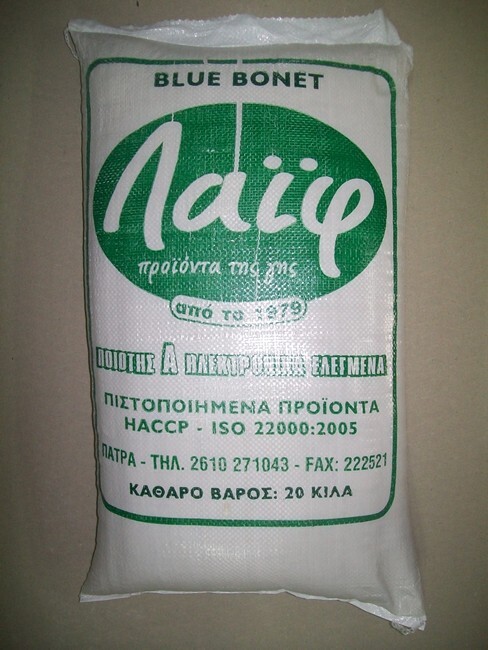 BLUE BONET
Λαϊφ
προϊόντα της γης
από το 1979
ΠΟΙΟΤΗΣ Α ΗΛΕΚΤΡΟΝΙΚΑ ΕΛΕΓΜΕΝΑ
ΠΙΣΤΟΠΟΙΗΜΕΝΑ ΠΡΟΪΟΝΤΑ
HACCP - ISO 22000:2005
ΠΑΤΡΑ - ΤΗΛ. 2610 271043 - FAX: 222521
ΚΑΘΑΡΟ ΒΑΡΟΣ: 20 ΚΙΛΑ